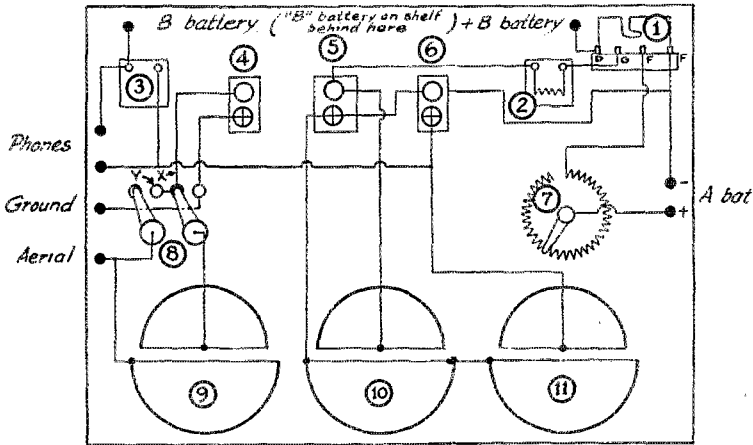 B battery ("B" battery on shelf
behind here) + B battery
1
D G F F
2
3
4
5
6
Phones
Y X
Ground
Aerial
7
-
+
A bat
8
9
10
11